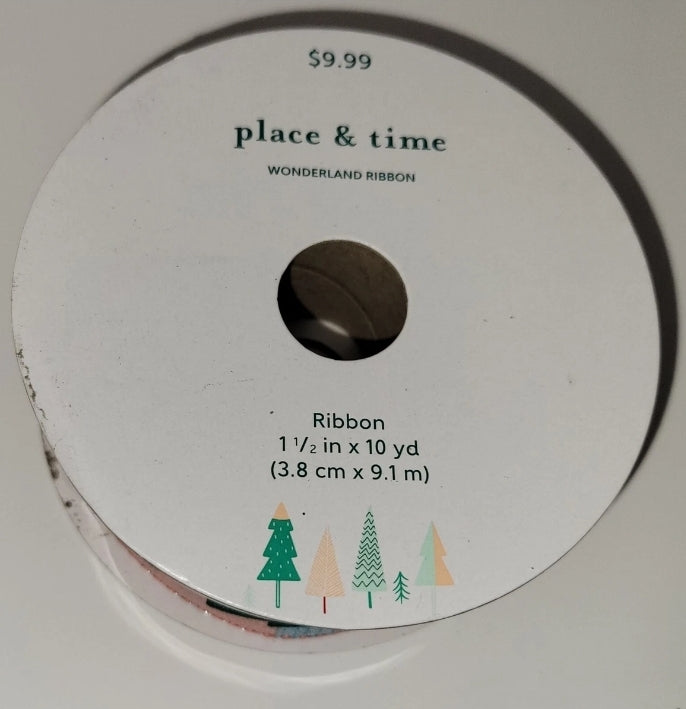 $9.99
place & time
WONDERLAND RIBBON
Ribbon
1 1/2 in x 10 yd
(3.8 cm x 9.1 m)